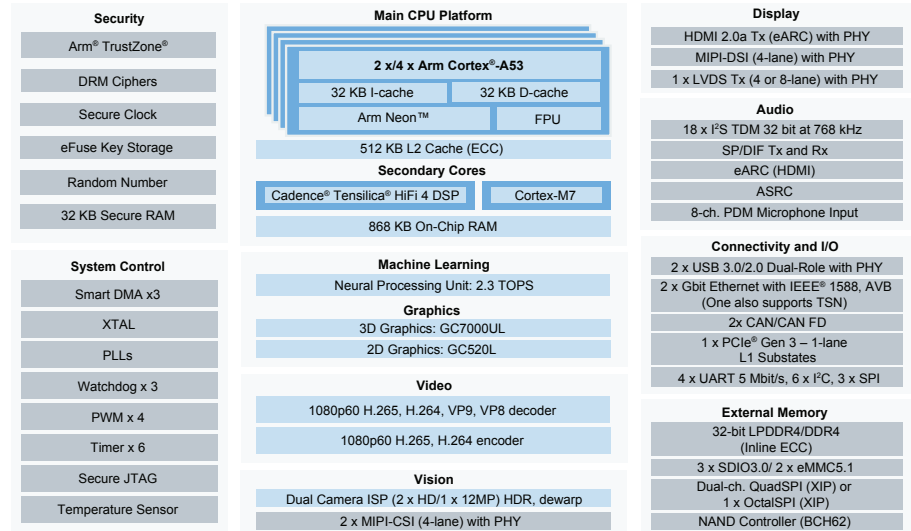 Security
Arm® TrustZone®
DRM Ciphers
Secure Clock
eFuse Key Storage
Random Number
32 KB Secure RAM
System Control
Smart DMA x3
XTAL
PLLs
Watchdog x 3
PWM x 4
Timer x 6
Secure JTAG
Temperature Sensor
Main CPU Platform
2 x/4 x Arm Cortex®-A53
32 KB I-cache
32 KB D-cache
Arm Neon™
FPU
512 KB L2 Cache (ECC)
Secondary Cores
Cadence® Tensilica® HiFi 4 DSP
Cortex-M7
868 KB On-Chip RAM
Machine Learning
Neural Processing Unit: 2.3 TOPS
Graphics
3D Graphics: GC7000UL
2D Graphics: GC520L
Video
1080p60 H.265, H.264, VP9, VP8 decoder
1080p60 H.265, H.264 encoder
Vision
Dual Camera ISP (2 x HD/1 x 12MP) HDR, dewarp
2 x MIPI-CSI (4-lane) with PHY
Display
HDMI 2.0a Tx (eARC) with PHY
MIPI-DSI (4-lane) with PHY
1 x LVDS Tx (4 or 8-lane) with PHY
Audio
18 x I²S TDM 32 bit at 768 kHz
SP/DIF Tx and Rx
eARC (HDMI)
ASRC
8-ch. PDM Microphone Input
Connectivity and I/O
2 x USB 3.0/2.0 Dual-Role with PHY
2 x Gbit Ethernet with IEEE® 1588, AVB
(One also supports TSN)
2x CAN/CAN FD
1 x PCIe® Gen 3 – 1-lane
L1 Substates
4 x UART 5 Mbit/s, 6 x I²C, 3 x SPI
External Memory
32-bit LPDDR4/DDR4
(Inline ECC)
3 x SDIO3.0/ 2 x eMMC5.1
Dual-ch. QuadSPI (XIP) or
1 x OctalSPI (XIP)
NAND Controller (BCH62)